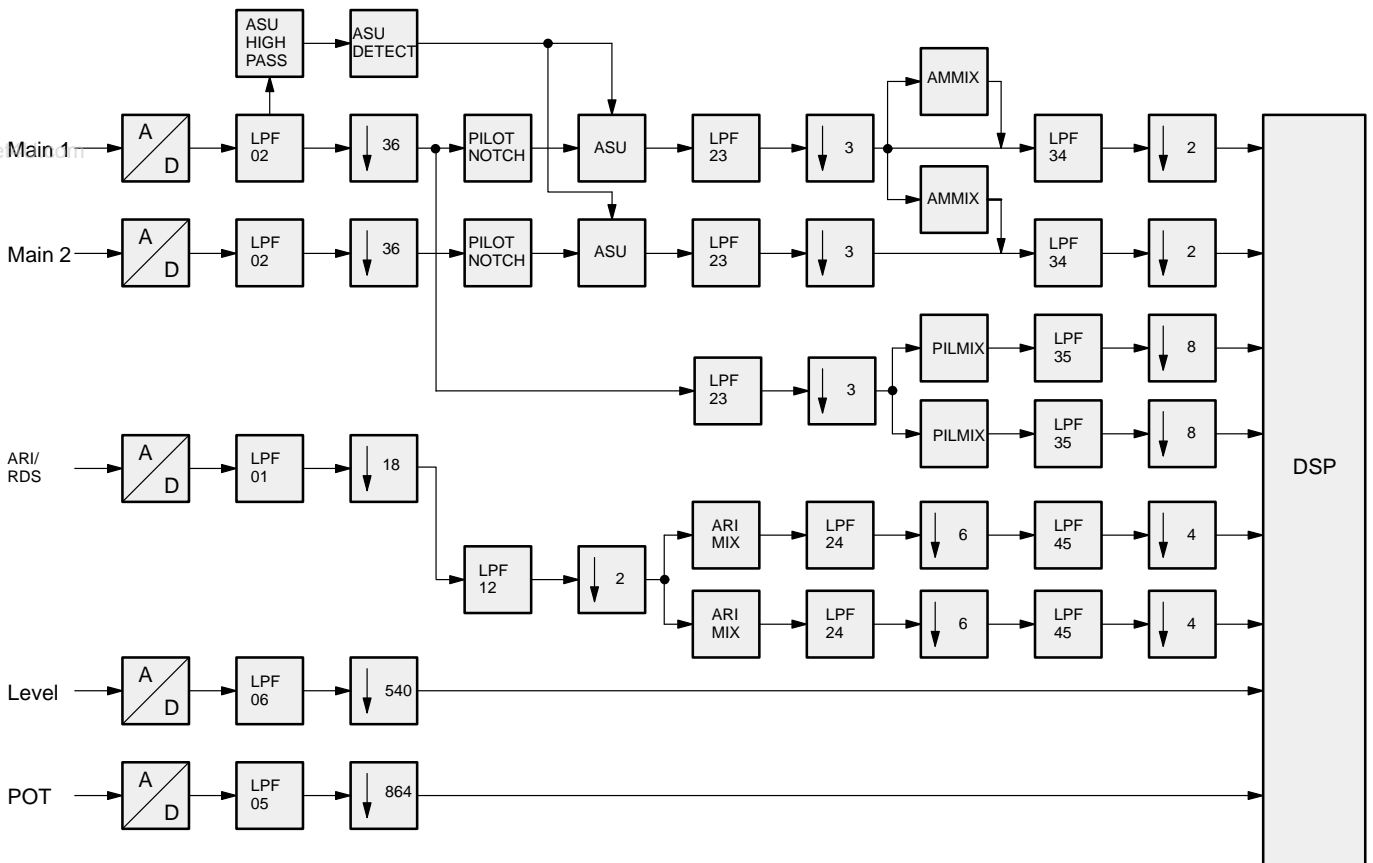 ASU
HIGH
PASS
ASU
DETECT
AMMIX
Main 1
A
D
LPF
02
36
PILOT
NOTCH
ASU
LPF
23
3
LPF
34
2
AMMIX
Main 2
A
D
LPF
02
36
PILOT
NOTCH
ASU
LPF
23
3
LPF
34
2
PILMIX
LPF
35
8
LPF
23
3
PILMIX
LPF
35
8
ARI/
RDS
A
D
LPF
01
18
DSP
ARI
MIX
LPF
24
6
LPF
45
4
LPF
12
2
ARI
MIX
LPF
24
6
LPF
45
4
Level
A
D
LPF
06
540
POT
A
D
LPF
05
864